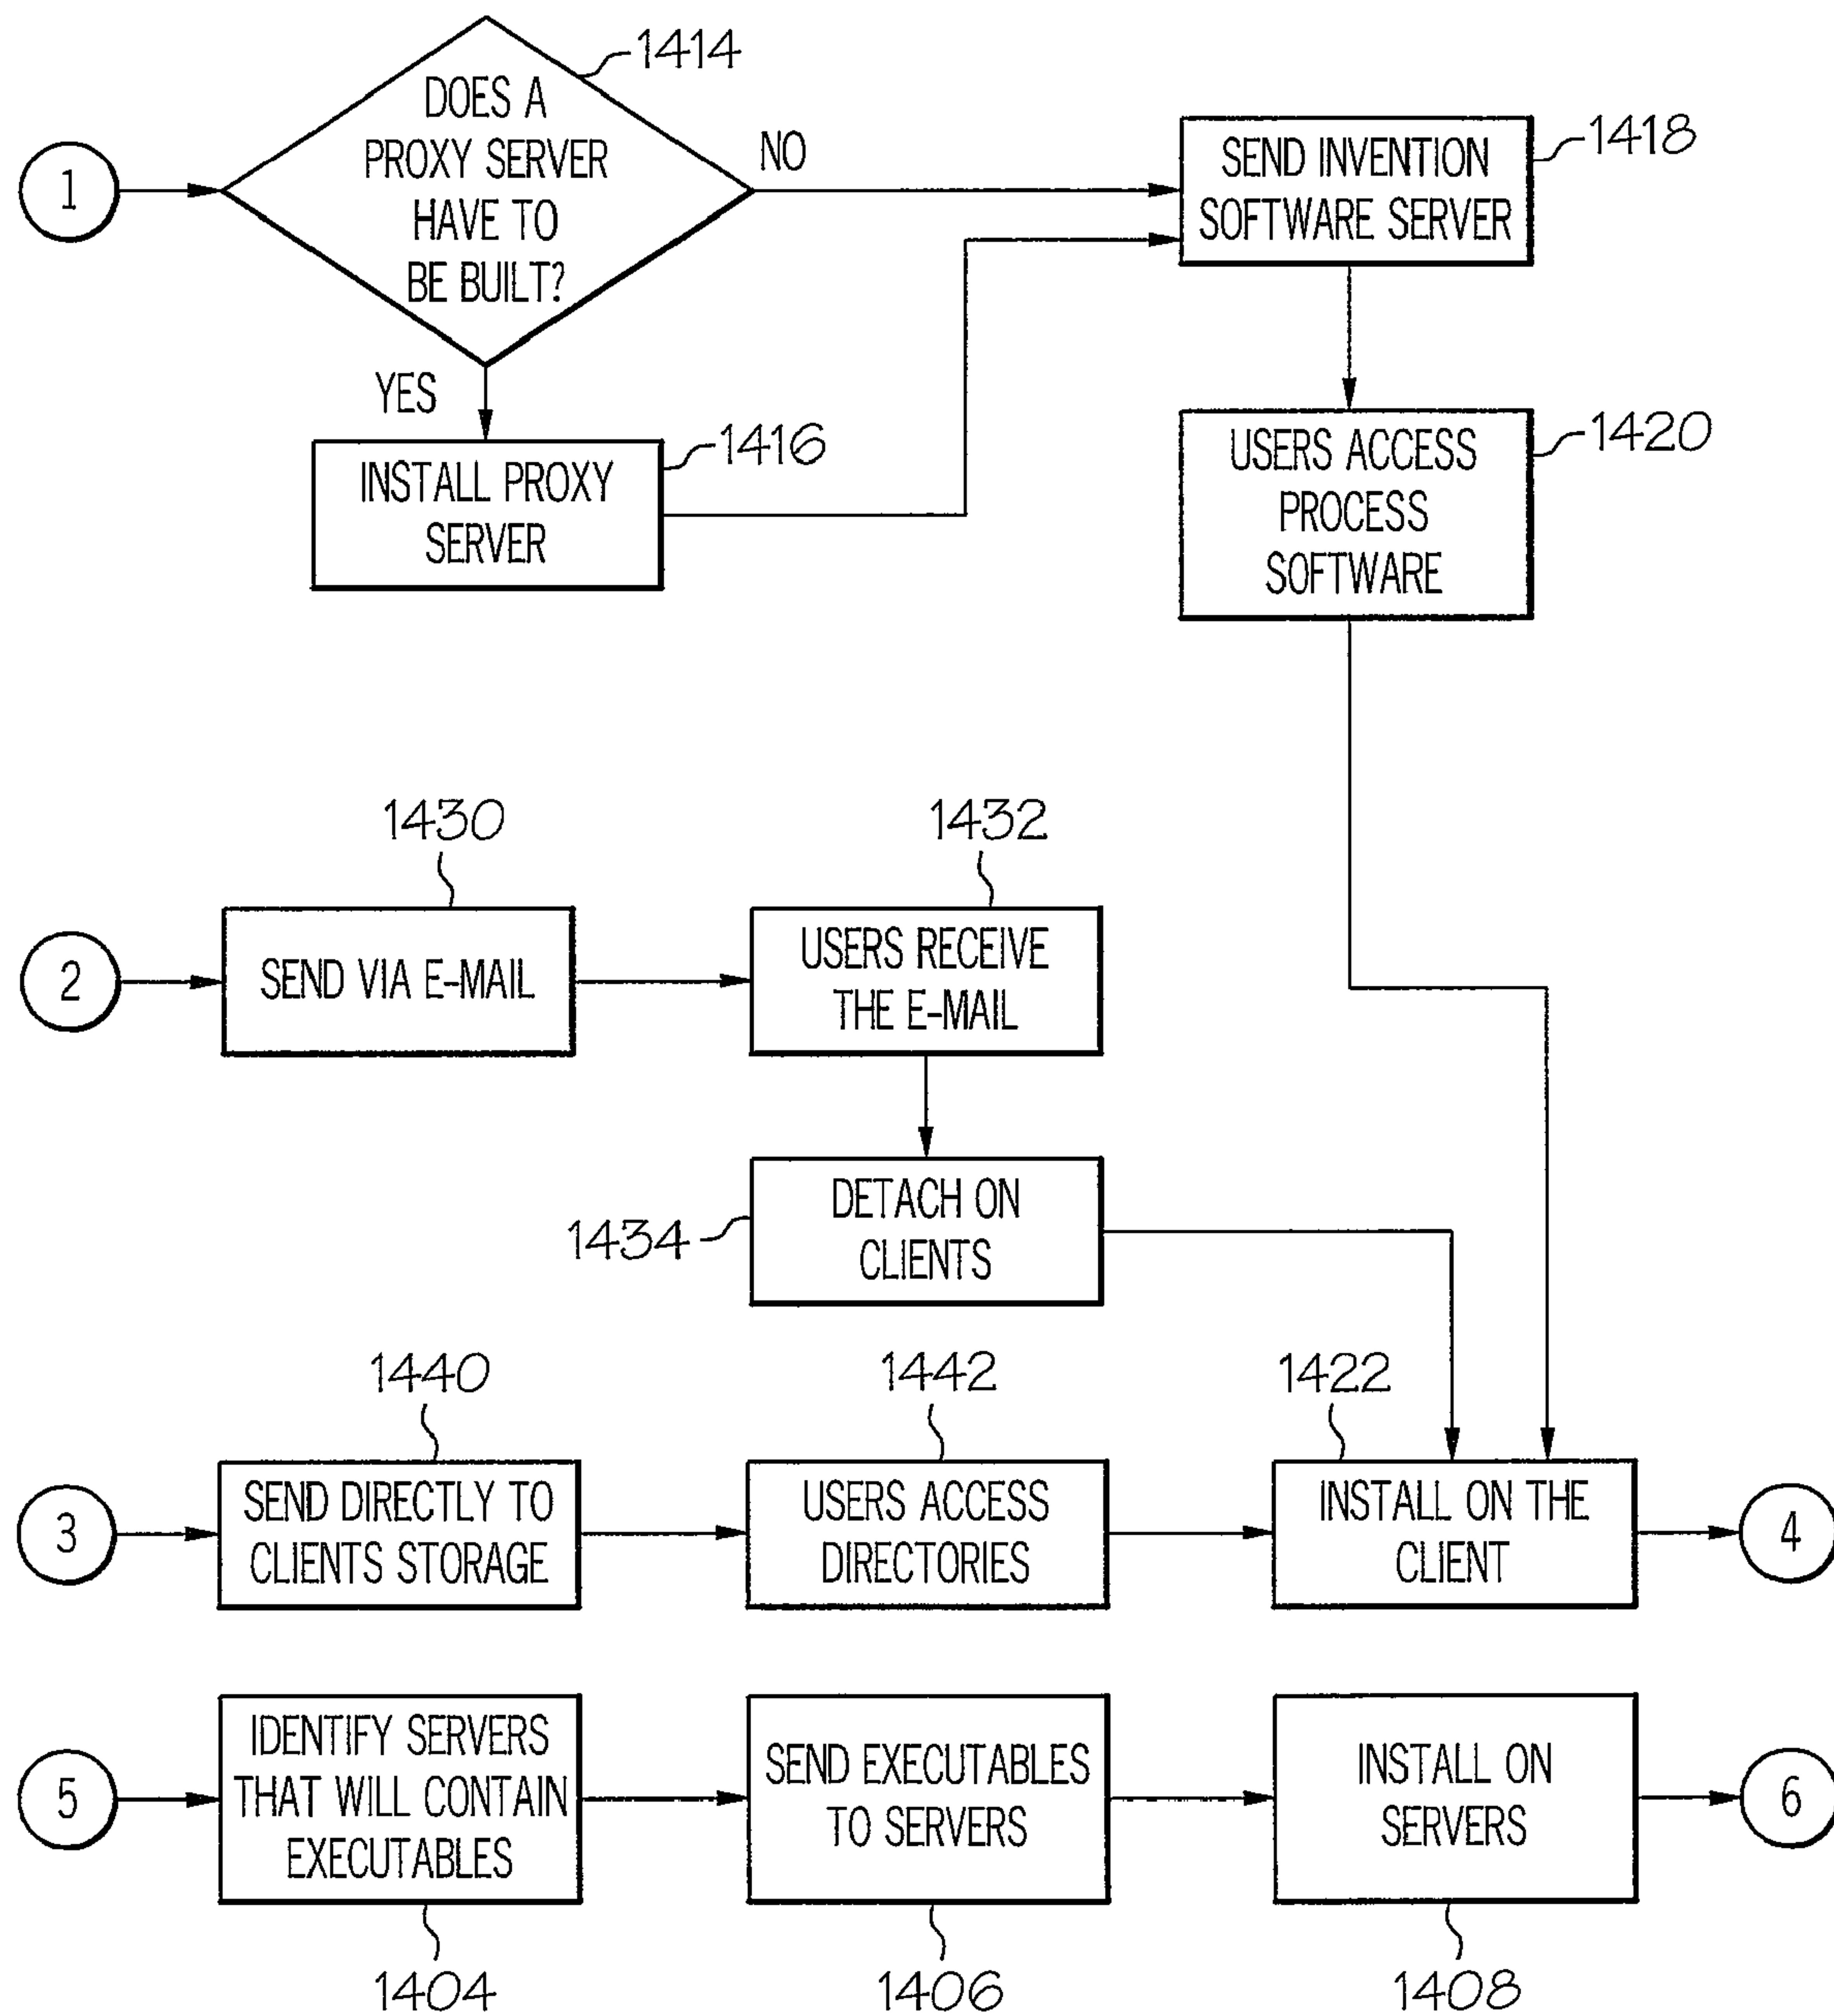 1414
DOES A
PROXY SERVER
HAVE TO
BE BUILT?
1
NO
YES
1416
INSTALL PROXY
SERVER
1418
SEND INVENTION
SOFTWARE SERVER
1420
USERS ACCESS
PROCESS
SOFTWARE
1430
1432
2
SEND VIA E-MAIL
USERS RECEIVE
THE E-MAIL
1434
DETACH ON
CLIENTS
1440
1442
1422
3
SEND DIRECTLY TO
CLIENTS STORAGE
USERS ACCESS
DIRECTORIES
INSTALL ON THE
CLIENT
4
5
IDENTIFY SERVERS
THAT WILL CONTAIN
EXECUTABLES
SEND EXECUTABLES
TO SERVERS
INSTALL ON
SERVERS
6
1404
1406
1408